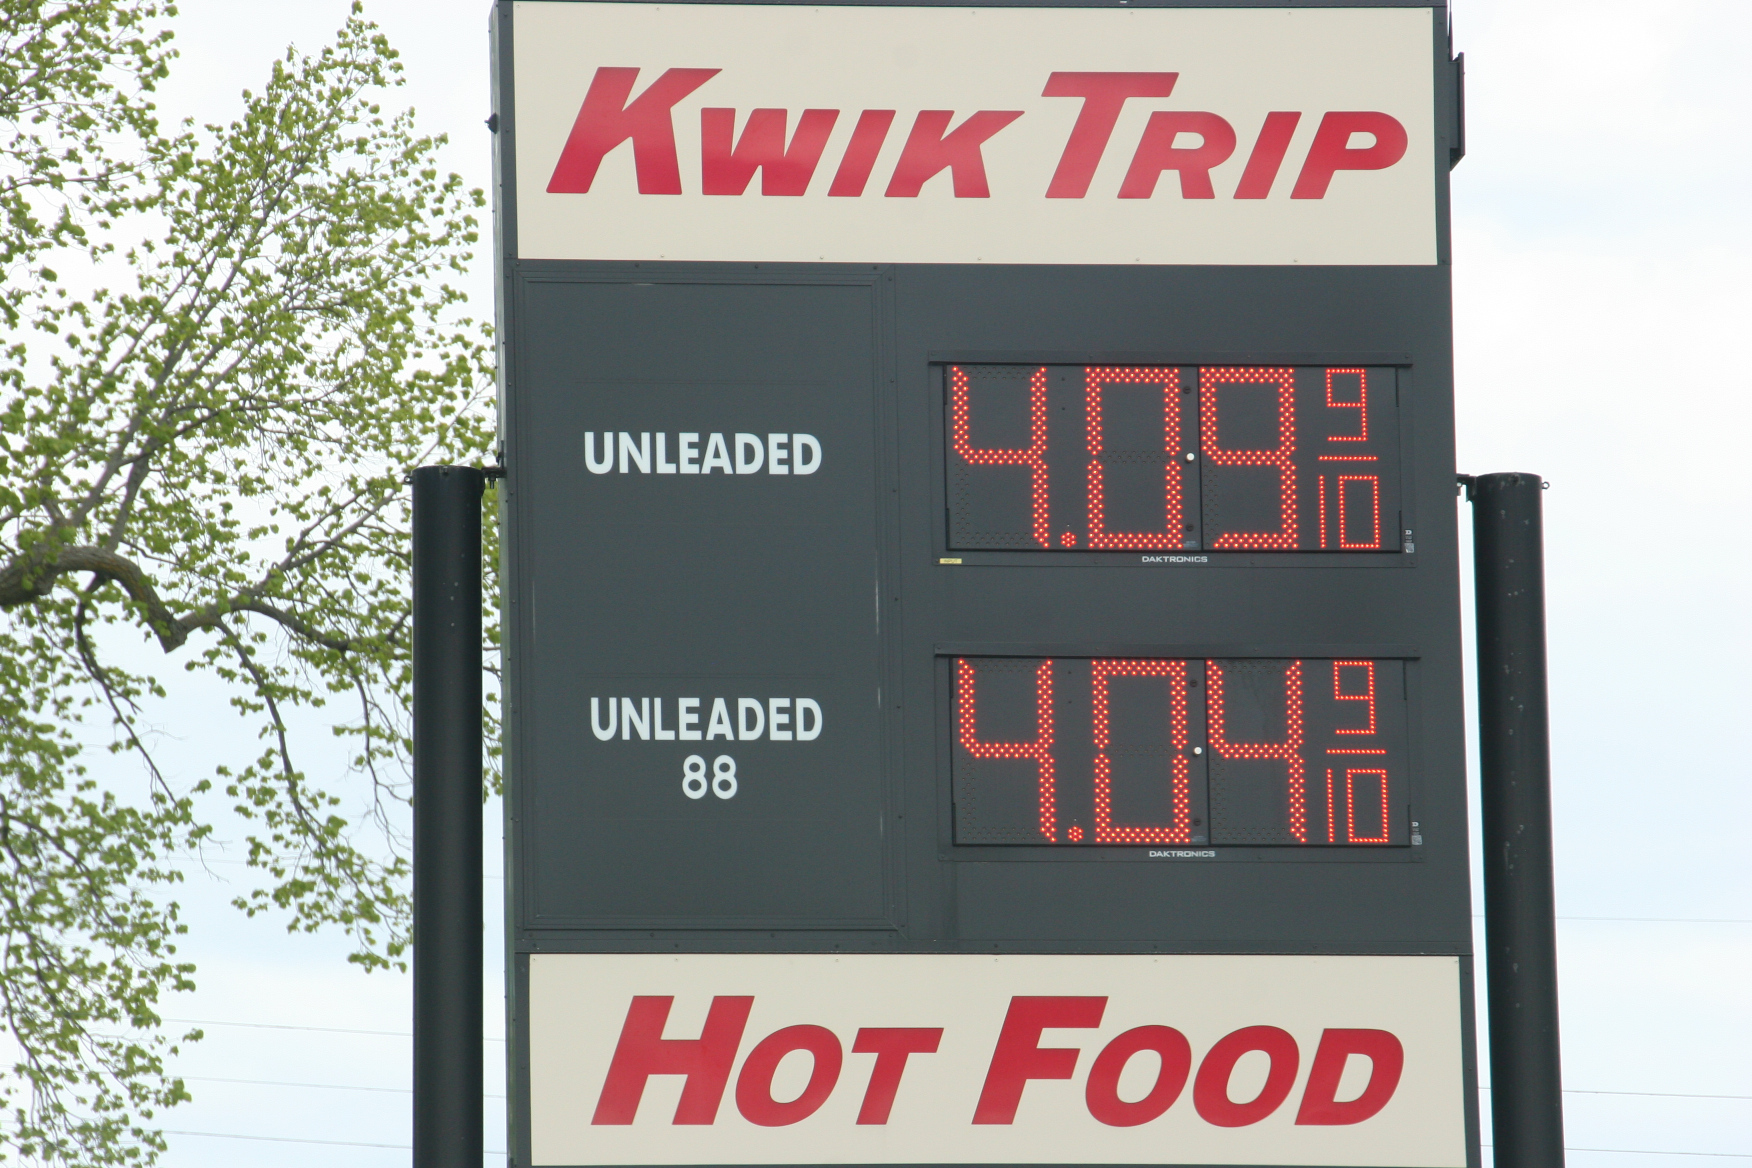 KWIK TRIP
UNLEADED
4.09 9/10
DAKTRONICS
UNLEADED
88
4.04 9/10
DAKTRONICS
HOT FOOD